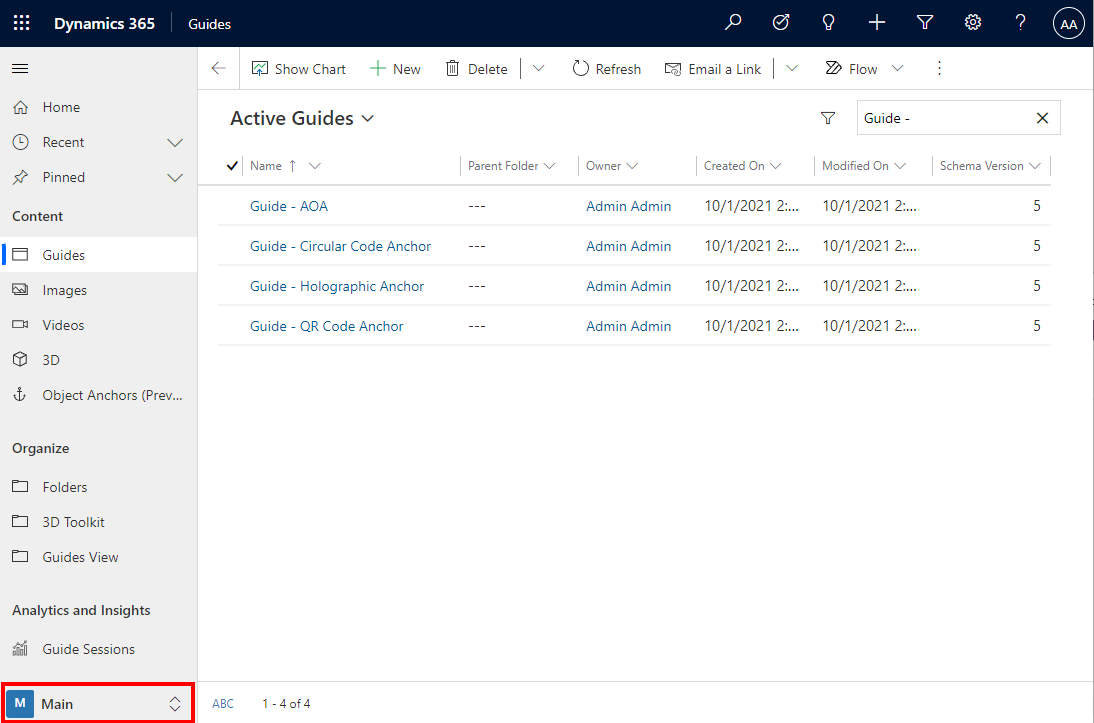 Dynamics 365 Guides AA
Show Chart New Delete Refresh Email a Link Flow
Home
Recent
Pinned
Content
Guides
Images
Videos
3D
Object Anchors (Prev...
Organize
Folders
3D Toolkit
Guides View
Analytics and Insights
Guide Sessions
M Main
Active Guides Guide -
Name Parent Folder Owner Created On Modified On Schema Version
Guide - AOA --- Admin Admin 10/1/2021 2:... 10/1/2021 2:... 5
Guide - Circular Code Anchor --- Admin Admin 10/1/2021 2:... 10/1/2021 2:... 5
Guide - Holographic Anchor --- Admin Admin 10/1/2021 2:... 10/1/2021 2:... 5
Guide - QR Code Anchor --- Admin Admin 10/1/2021 2:... 10/1/2021 2:... 5
ABC 1 - 4 of 4